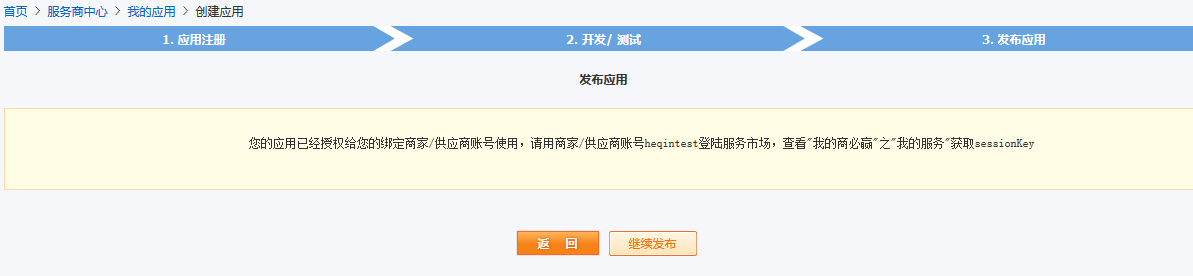 首页 > 服务商中心 > 我的应用 > 创建应用
1. 应用注册 2. 开发/ 测试 3. 发布应用
发布应用
您的应用已经授权给您的绑定商家/供应商账号使用，请用商家/供应商账号heqintest登陆服务市场，查看"我的商必赢"之"我的服务"获取sessionKey
返 回 继续发布